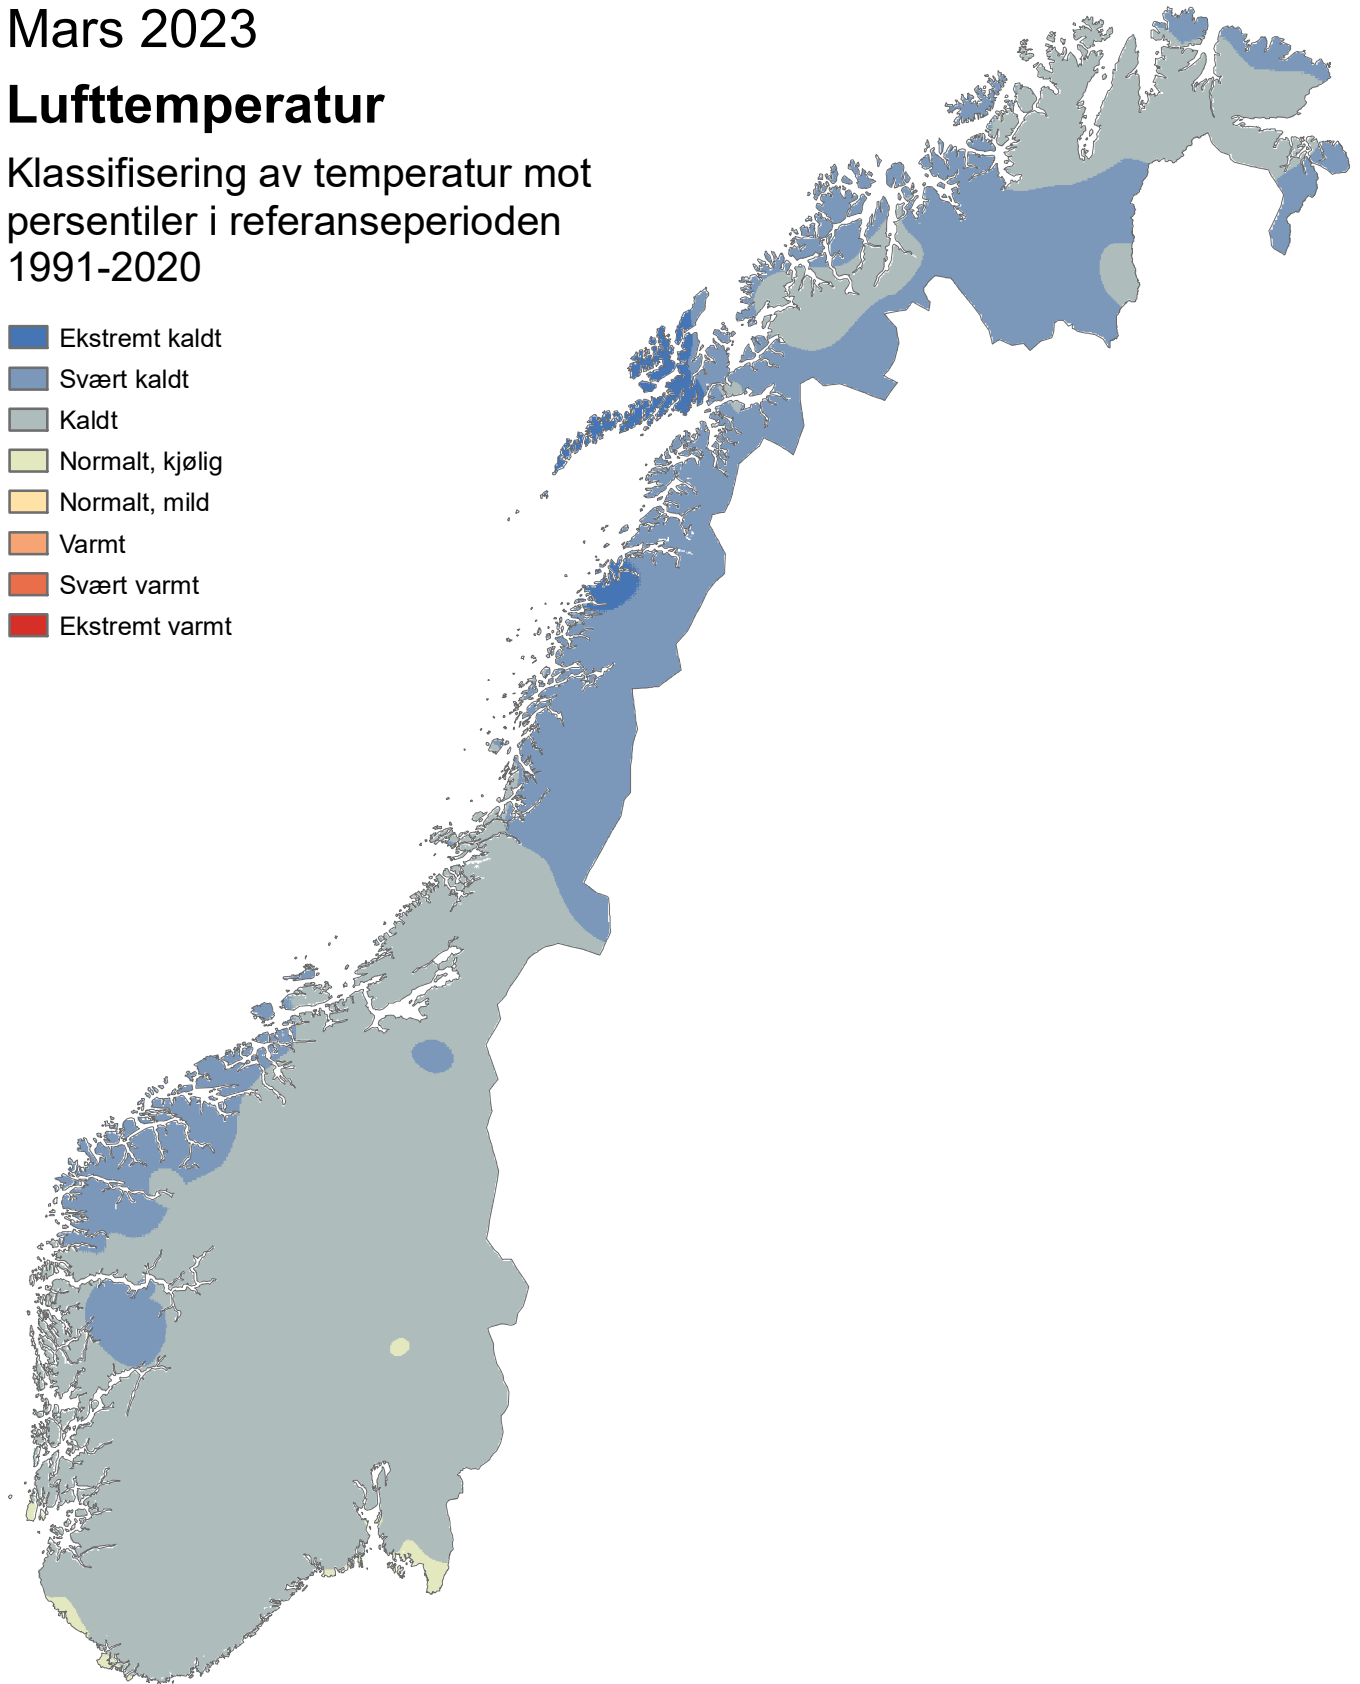 Mars 2023
Lufttemperatur
Klassifisering av temperatur mot
persentiler i referanseperioden
1991-2020
Ekstremt kaldt
Svært kaldt
Kaldt
Normalt, kjølig
Normalt, mild
Varmt
Svært varmt
Ekstremt varmt